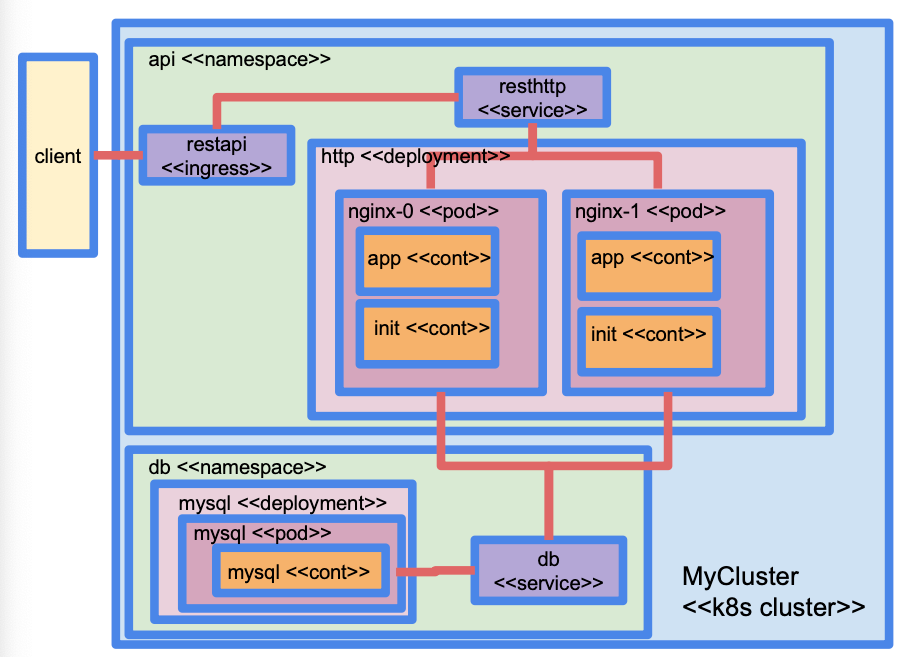 api <<namespace>>
resthttp
<<service>>
client
restapi
<<ingress>>
http <<deployment>>
nginx-0 <<pod>>
nginx-1 <<pod>>
app <<cont>>
app <<cont>>
init <<cont>>
init <<cont>>
db <<namespace>>
mysql <<deployment>>
mysql <<pod>>
mysql <<cont>>
db
<<service>>
MyCluster
<<k8s cluster>>